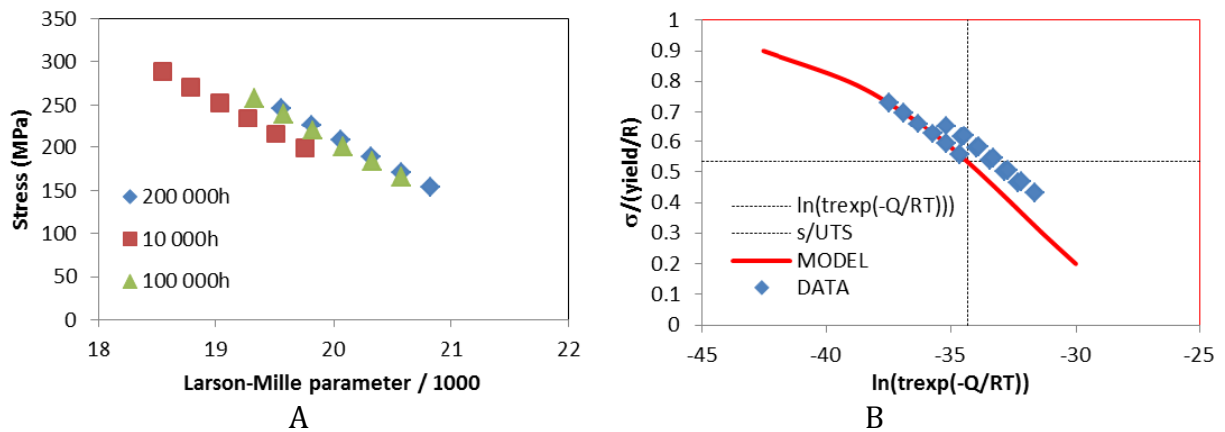 350
300
250
200
150
100
50
0
Stress (MPa)
200 000h
10 000h
100 000h
18 19 20 21 22
Larson-Mille parameter / 1000
A
1
0.9
0.8
0.7
0.6
0.5
0.4
0.3
0.2
0.1
0
σ/(yield/R)
ln(trexp(-Q/RT)))
s/UTS
MODEL
DATA
-45 -40 -35 -30 -25
ln(trexp(-Q/RT))
B